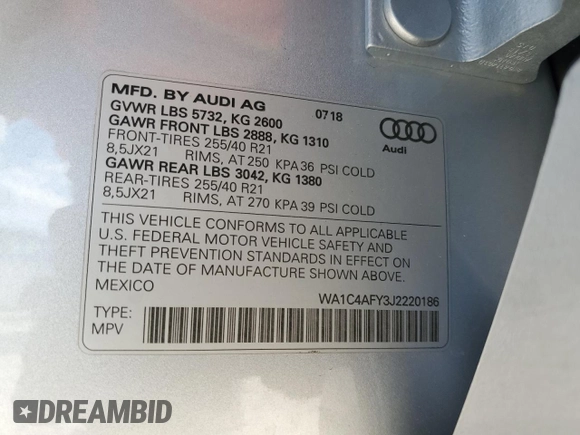 MFD. BY AUDI AG
GVWR LBS 5732, KG 2600 0718
GAWR FRONT LBS 2888, KG 1310
FRONT-TIRES 255/40 R21
8,5JX21 RIMS, AT 250 KPA 36 PSI COLD
GAWR REAR LBS 3042, KG 1380
REAR-TIRES 255/40 R21
8,5JX21 RIMS, AT 270 KPA 39 PSI COLD
Audi
THIS VEHICLE CONFORMS TO ALL APPLICABLE
U.S. FEDERAL MOTOR VEHICLE SAFETY AND
THEFT PREVENTION STANDARDS IN EFFECT ON
THE DATE OF MANUFACTURE SHOWN ABOVE.
MEXICO WA1C4AFY3J2220186
TYPE:
MPV
DREAMBID